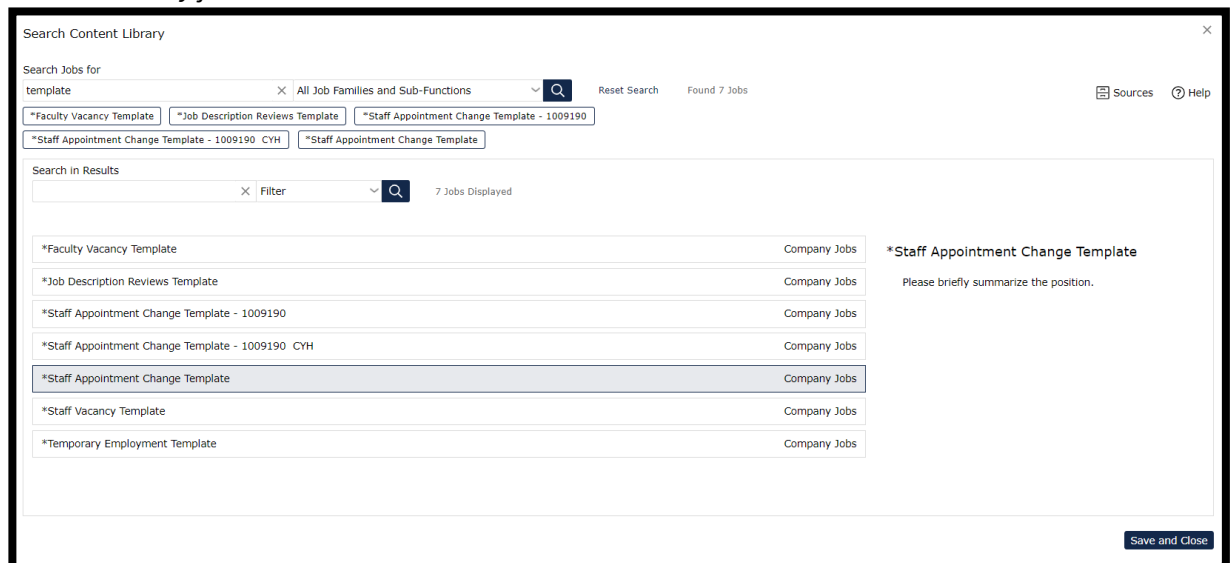 Search Content Library
Search Jobs for
template All Job Families and Sub-Functions Reset Search Found 7 Jobs Sources Help
*Faculty Vacancy Template *Job Description Reviews Template *Staff Appointment Change Template - 1009190
*Staff Appointment Change Template - 1009190 CYH *Staff Appointment Change Template
Search in Results
Filter 7 Jobs Displayed
*Faculty Vacancy Template Company Jobs
*Staff Appointment Change Template
*Job Description Reviews Template Company Jobs
Please briefly summarize the position.
*Staff Appointment Change Template - 1009190 Company Jobs
*Staff Appointment Change Template - 1009190 CYH Company Jobs
*Staff Appointment Change Template Company Jobs
*Staff Vacancy Template Company Jobs
*Temporary Employment Template Company Jobs
Save and Close